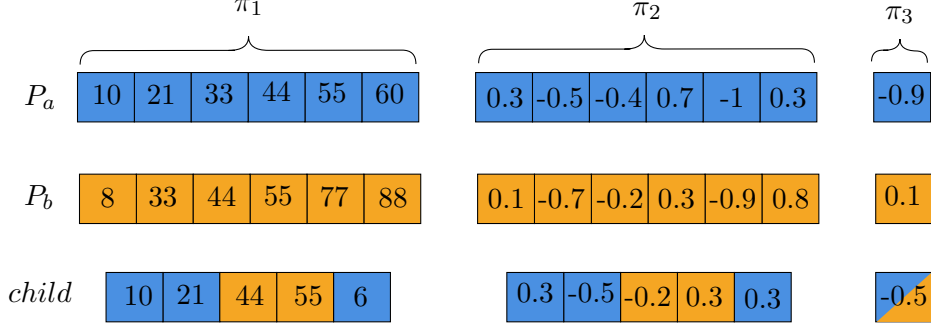 π₁ π₂ π₃
Pₐ 10 21 33 44 55 60 0.3 -0.5 -0.4 0.7 -1 0.3 -0.9
P_b 8 33 44 55 77 88 0.1 -0.7 -0.2 0.3 -0.9 0.8 0.1
child 10 21 44 55 6 0.3 -0.5 -0.2 0.3 0.3 -0.5